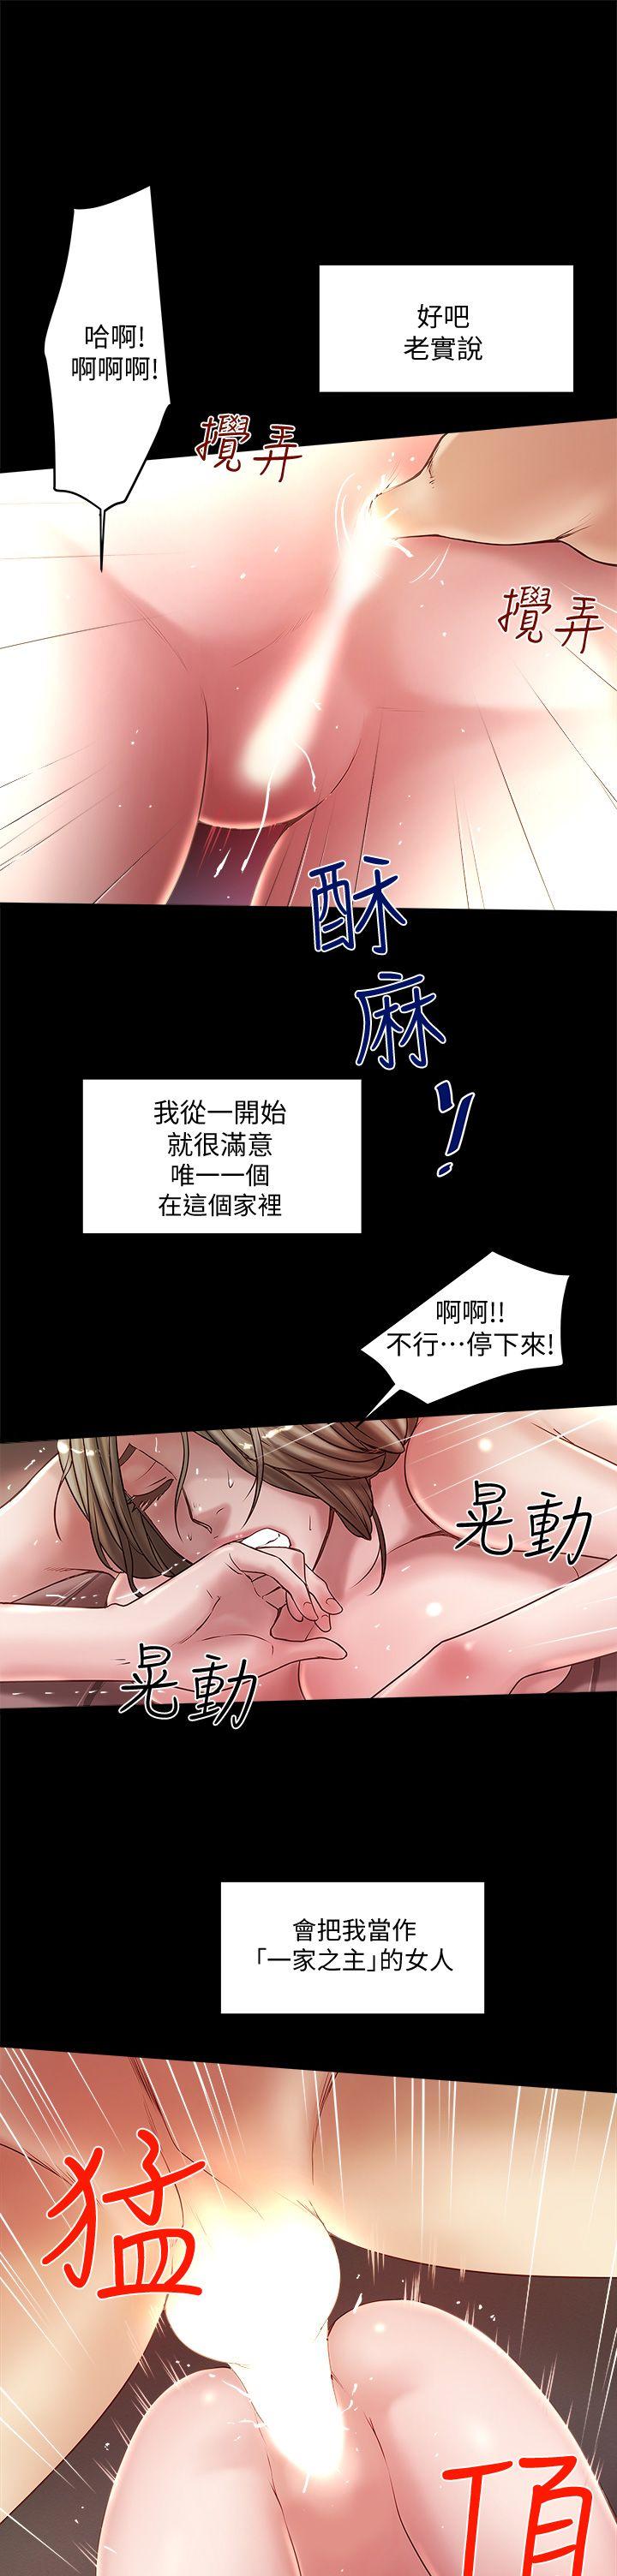 好吧
老實說
哈啊!
啊啊啊!
攪弄
攪弄
酥麻!
我從一開始
就很滿意
唯一一個
在這個家裡
啊啊!!
不行…停下來!
晃動
晃動
會把我當作
「一家之主」的女人
猛
頂